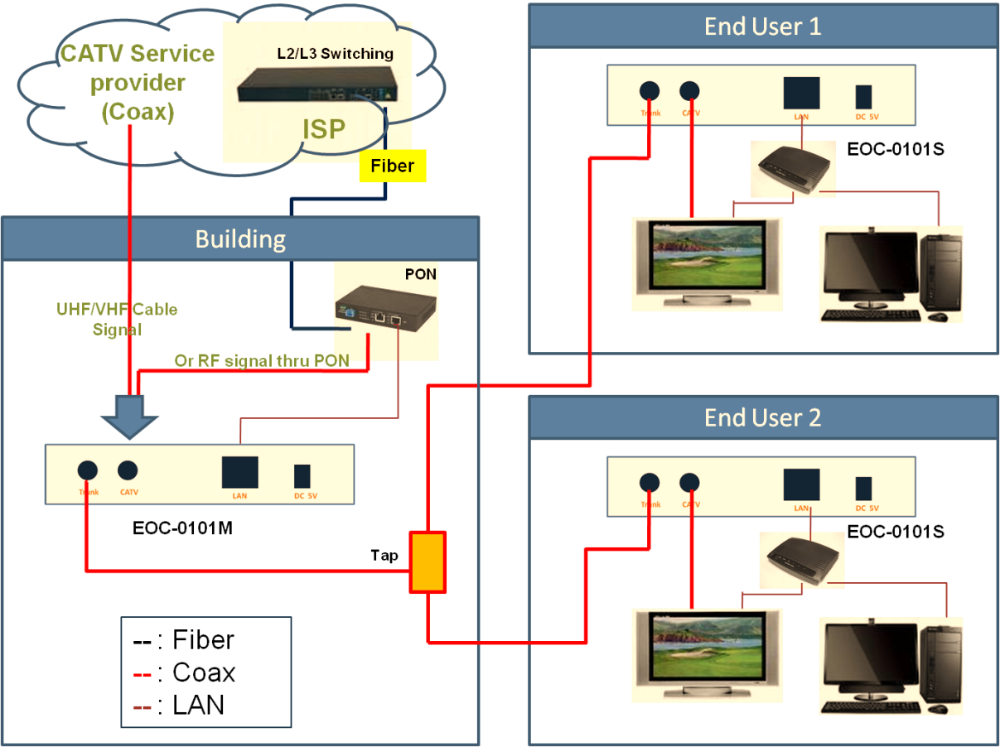 CATV Service
provider
(Coax)
L2/L3 Switching
ISP
Fiber
Building
PON
UHF/VHF Cable
Signal
Or RF signal thru PON
Trunk
CATV
LAN
DC 5V
EOC-0101M
Tap
-- : Fiber
-- : Coax
-- : LAN
End User 1
Trunk
CATV
LAN
DC 5V
EOC-0101S
End User 2
Trunk
CATV
LAN
DC 5V
EOC-0101S